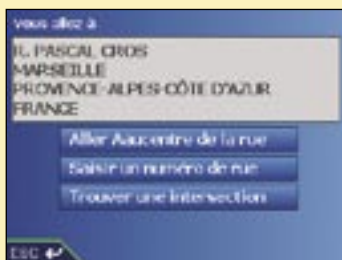 Vous allez à
R. PASCAL CROS
MARSEILLE
PROVENCE-ALPES-CÔTE D'AZUR
FRANCE
Aller Aaucentre de la rue
Saisir un numéro de rue
Trouver une intersection
ESC